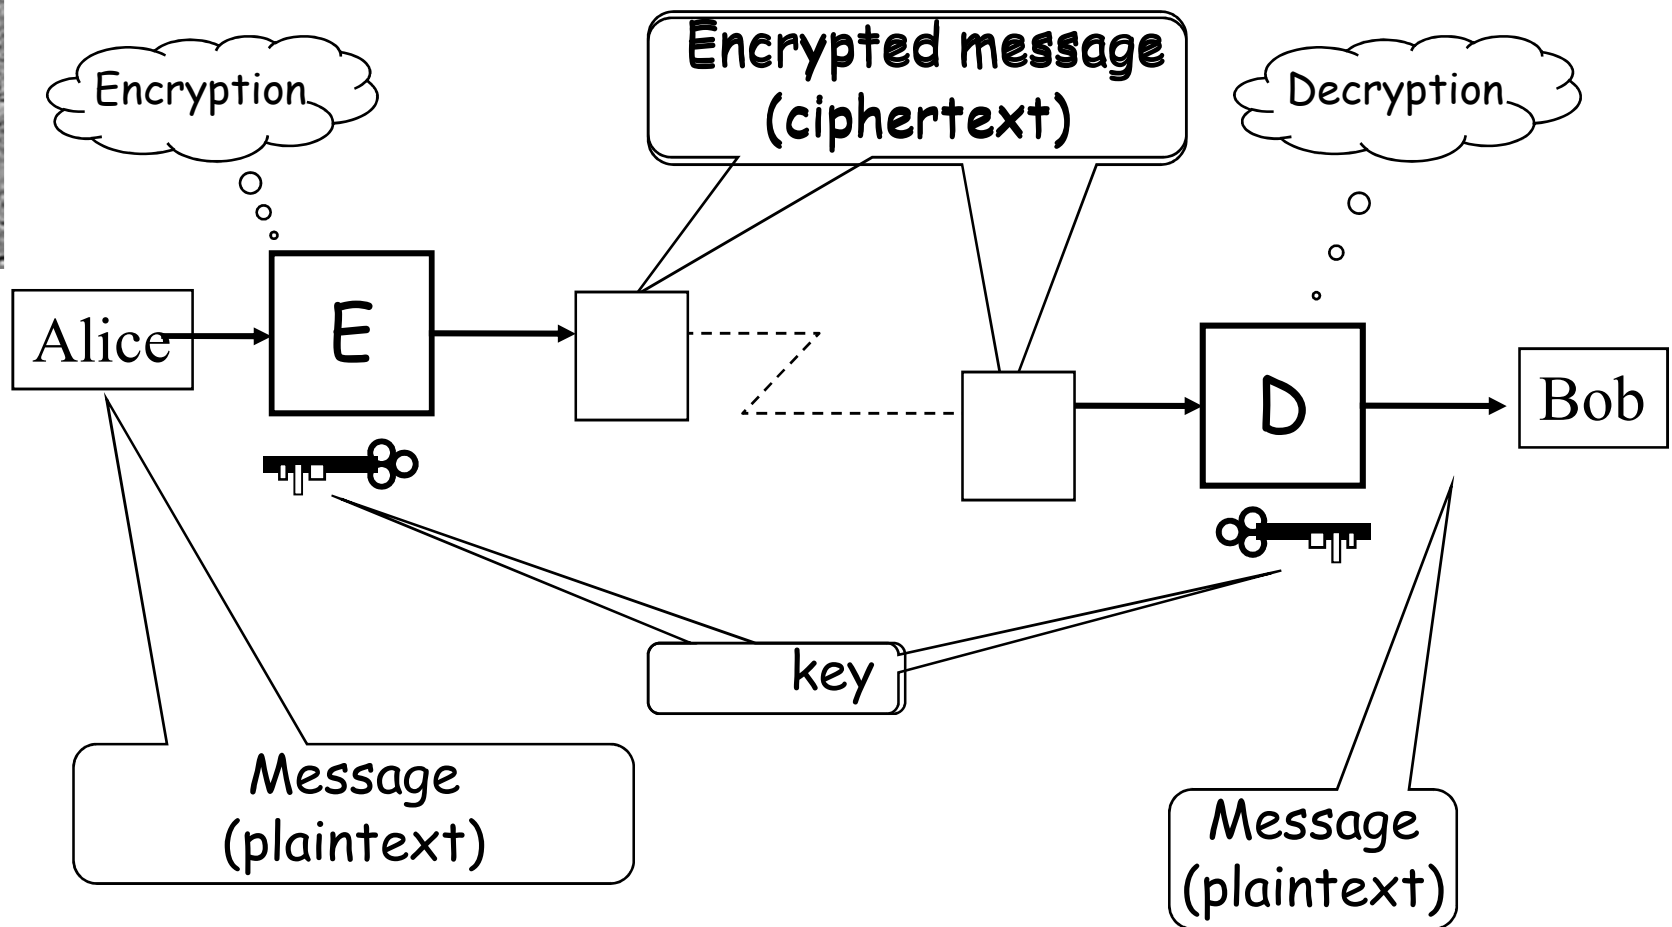 Encryption
Encrypted message
(ciphertext)
Decryption
Alice
E
D
Bob
key
Message
(plaintext)
Message
(plaintext)